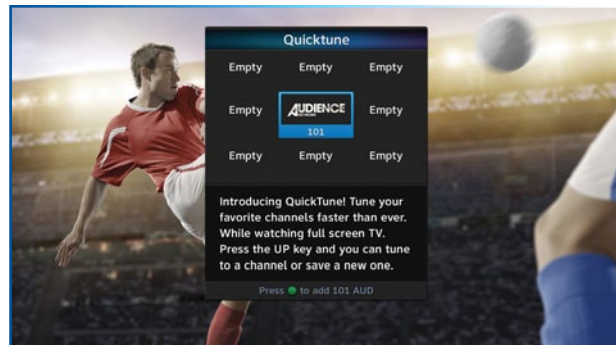 Quicktune
Empty Empty Empty
Empty AUDIENCE Empty
NETWORK
101
Empty Empty Empty
Introducing QuickTune! Tune your
favorite channels faster than ever.
While watching full screen TV.
Press the UP key and you can tune
to a channel or save a new one.
Press to add 101 AUD